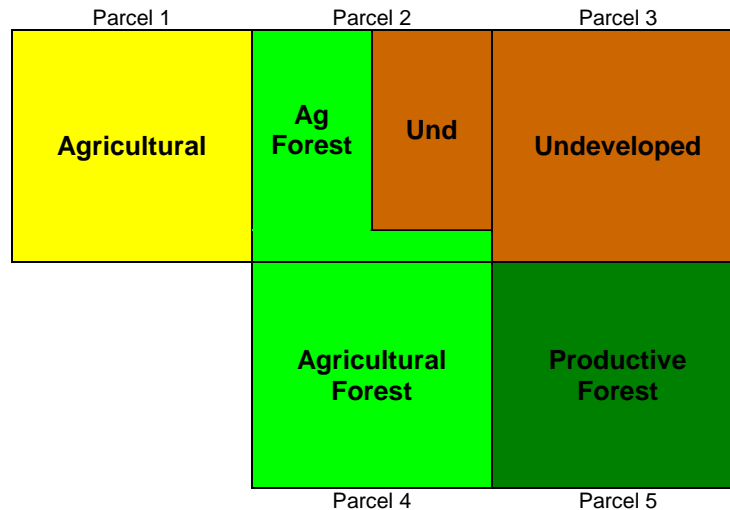 Parcel 1
Parcel 2
Parcel 3
Agricultural
Ag
Forest
Und
Undeveloped
Agricultural
Forest
Productive
Forest
Parcel 4
Parcel 5